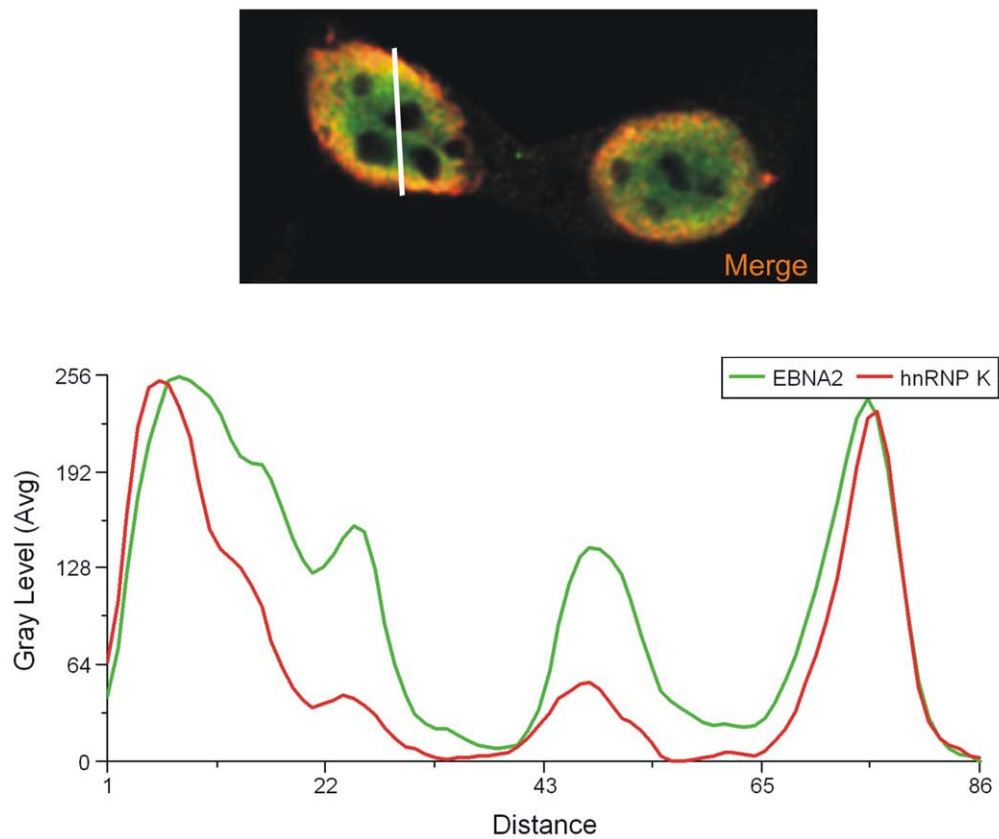 Merge
EBNA2 hnRNP K
256
192
128
64
0
Gray Level (Avg)
1 22 43 65 86
Distance